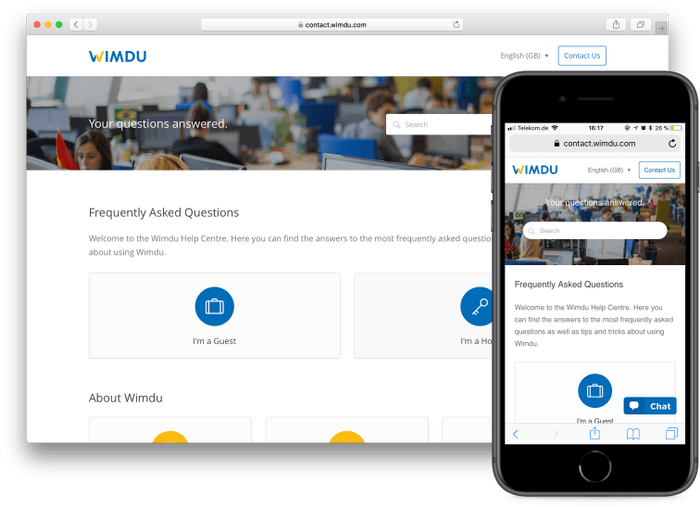 contact.wimdu.com
WIMDU
English (GB)
Contact Us
Your questions answered.
Search
Frequently Asked Questions
Welcome to the Wimdu Help Centre. Here you can find the answers to the most frequently asked
about using Wimdu.
I'm a Guest
I'm a Ho
About Wimdu
Telekom.de 16:17 26%
contact.wimdu.com
WIMDU
English (GB)
Contact Us
Your questions answered.
Search
Frequently Asked Questions
Welcome to the Wimdu Help Centre. Here you
can find the answers to the most frequently asked
questions as well as tips and tricks about using
Wimdu.
I'm a Guest
Chat